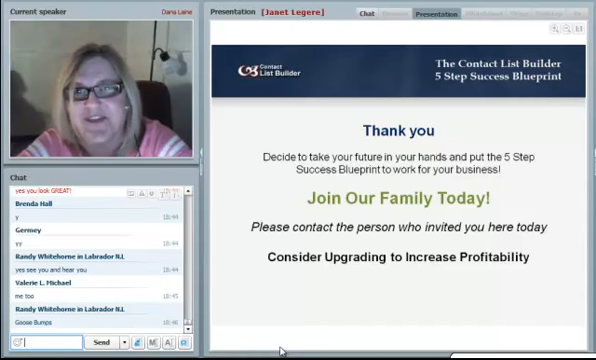 Current speaker
Dana Laine
Presentation [Janet Legere]
Chat
Presentation
Contact
List Builder
The Contact List Builder
5 Step Success Blueprint
Thank you
Decide to take your future in your hands and put the 5 Step
Success Blueprint to work for your business!
Join Our Family Today!
Please contact the person who invited you here today
Consider Upgrading to Increase Profitability
Chat
yes you look GREAT!
Brenda Hall
y 18:44
Germey
yy 18:44
Randy Whitehorne in Labrador N.L
yes see you and hear you 18:44
Valerie L. Michael
me too 18:45
Randy Whitehorne in Labrador N.L
Goose Bumps 18:46
Send